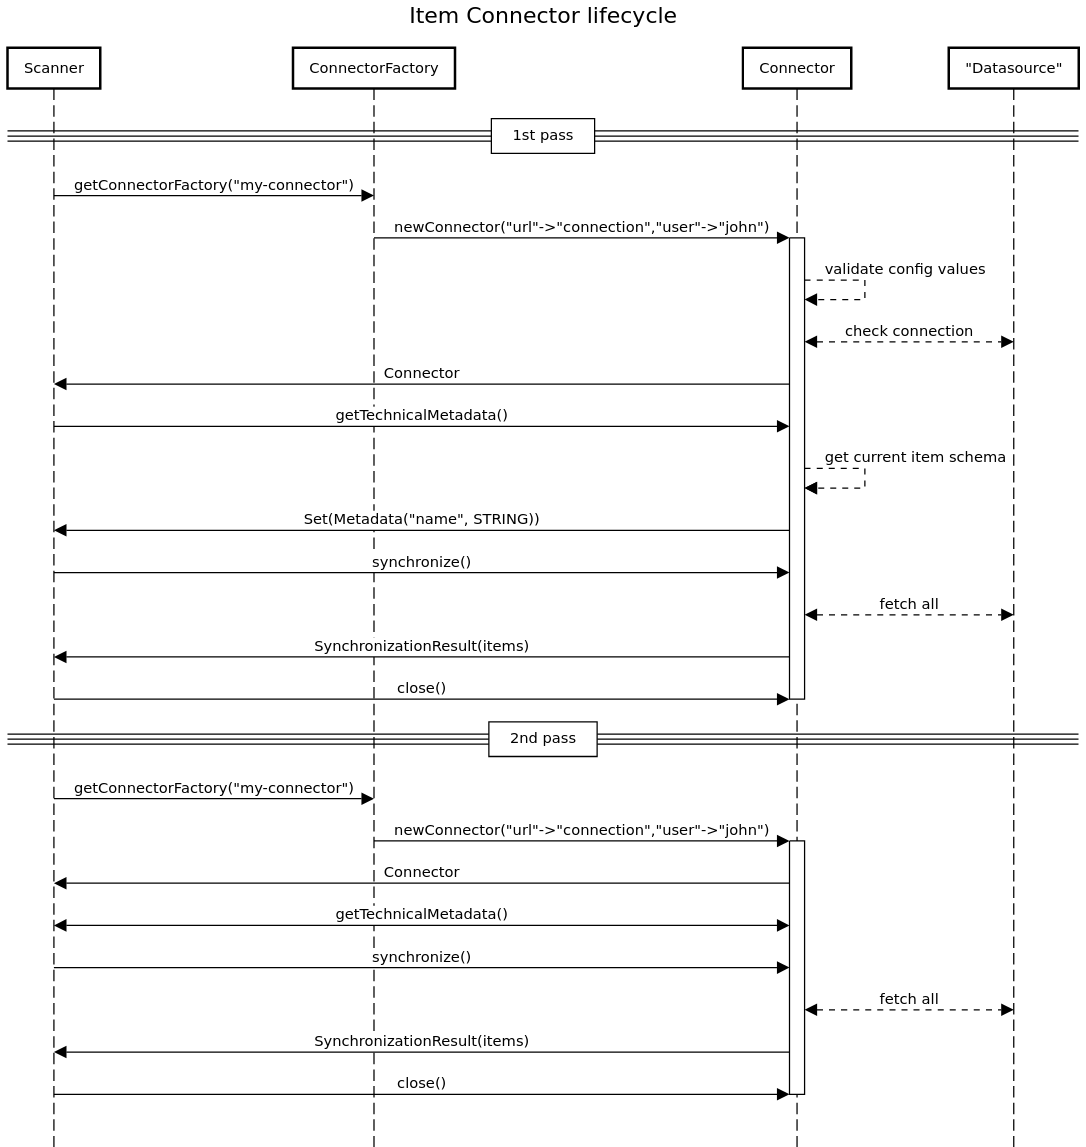 Item Connector lifecycle
Scanner
ConnectorFactory
Connector
"Datasource"
1st pass
getConnectorFactory("my-connector")
newConnector("url"->"connection","user"->"john")
validate config values
check connection
Connector
getTechnicalMetadata()
get current item schema
Set(Metadata("name", STRING))
synchronize()
fetch all
SynchronizationResult(items)
close()
2nd pass
getConnectorFactory("my-connector")
newConnector("url"->"connection","user"->"john")
Connector
getTechnicalMetadata()
synchronize()
fetch all
SynchronizationResult(items)
close()